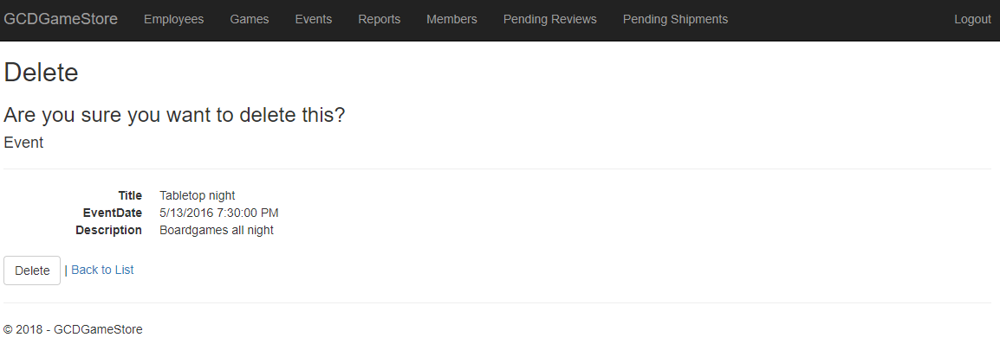 GCDGameStore Employees Games Events Reports Members Pending Reviews Pending Shipments Logout
Delete
Are you sure you want to delete this?
Event
Title Tabletop night
EventDate 5/13/2016 7:30:00 PM
Description Boardgames all night
Delete | Back to List
© 2018 - GCDGameStore